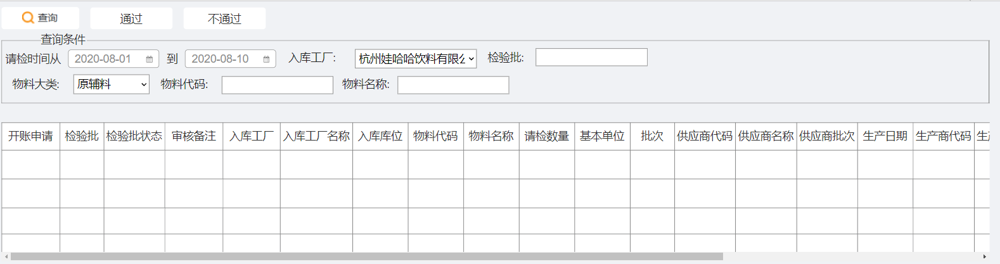 查询 通过 不通过
查询条件
请检时间从 2020-08-01 到 2020-08-10 入库工厂: 杭州娃哈哈饮料有限公 检验批:
物料大类: 原辅料 物料代码: 物料名称:
开账申请 检验批 检验批状态 审核备注 入库工厂 入库工厂名称 入库库位 物料代码 物料名称 请检数量 基本单位 批次 供应商代码 供应商名称 供应商批次 生产日期 生产商代码 生